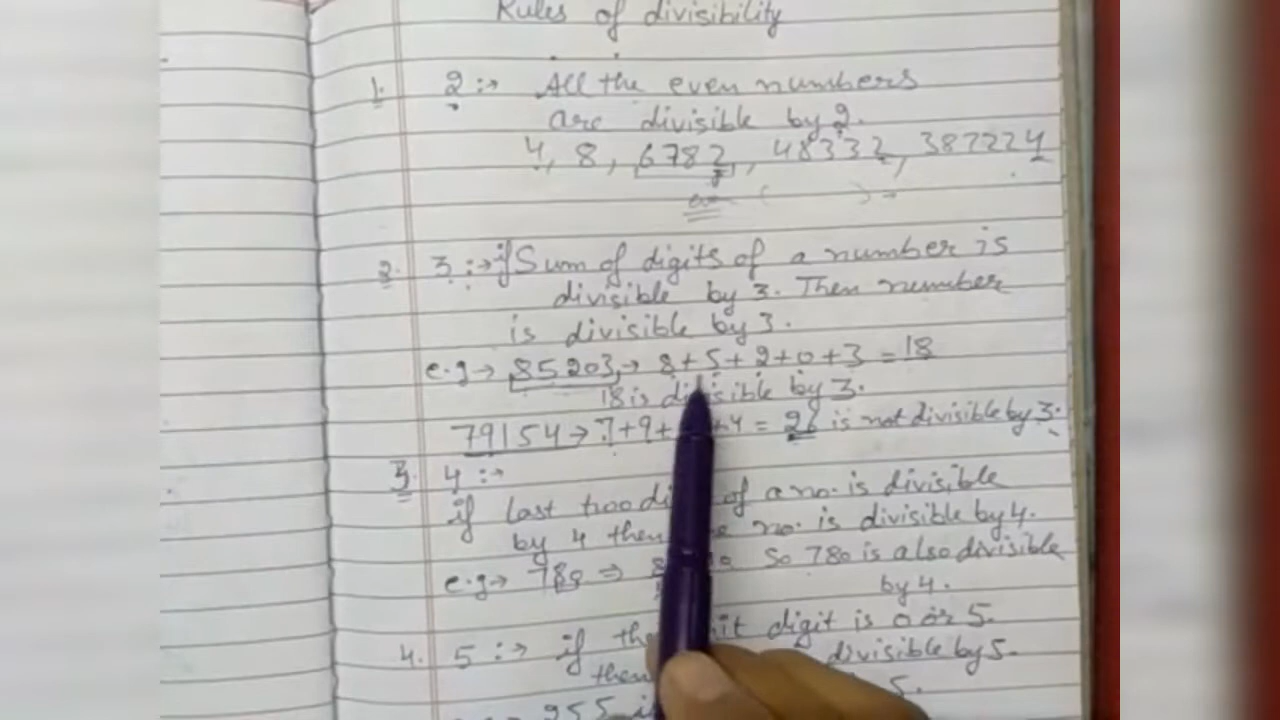 Rules of divisibility
1. 2 :→ All the even numbers
are divisible by 2.
4, 8, 6782, 48332, 387224
2. 3 :→ if Sum of digits of a number is
divisible by 3. Then number
is divisible by 3.
e.g → 85203, → 8+5+2+0+3 = 18
18 is divisible by 3.
79154 → 7+9+ +4 = 26 is not divisible by 3.
3. 4 :→
if last two of a no. is divisible
by 4 then no. is divisible by 4.
e.g → 780 ⇒ So 780 is also divisible
by 4.
4. 5 :→ if the digit is 0 or 5.
then divisible by 5.
255 5.